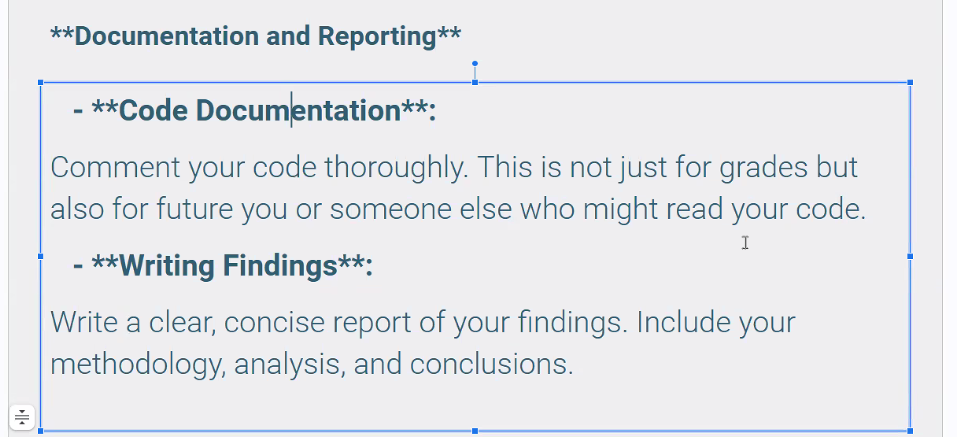 **Documentation and Reporting**
- **Code Documentation**:
Comment your code thoroughly. This is not just for grades but
also for future you or someone else who might read your code.
- **Writing Findings**:
Write a clear, concise report of your findings. Include your
methodology, analysis, and conclusions.